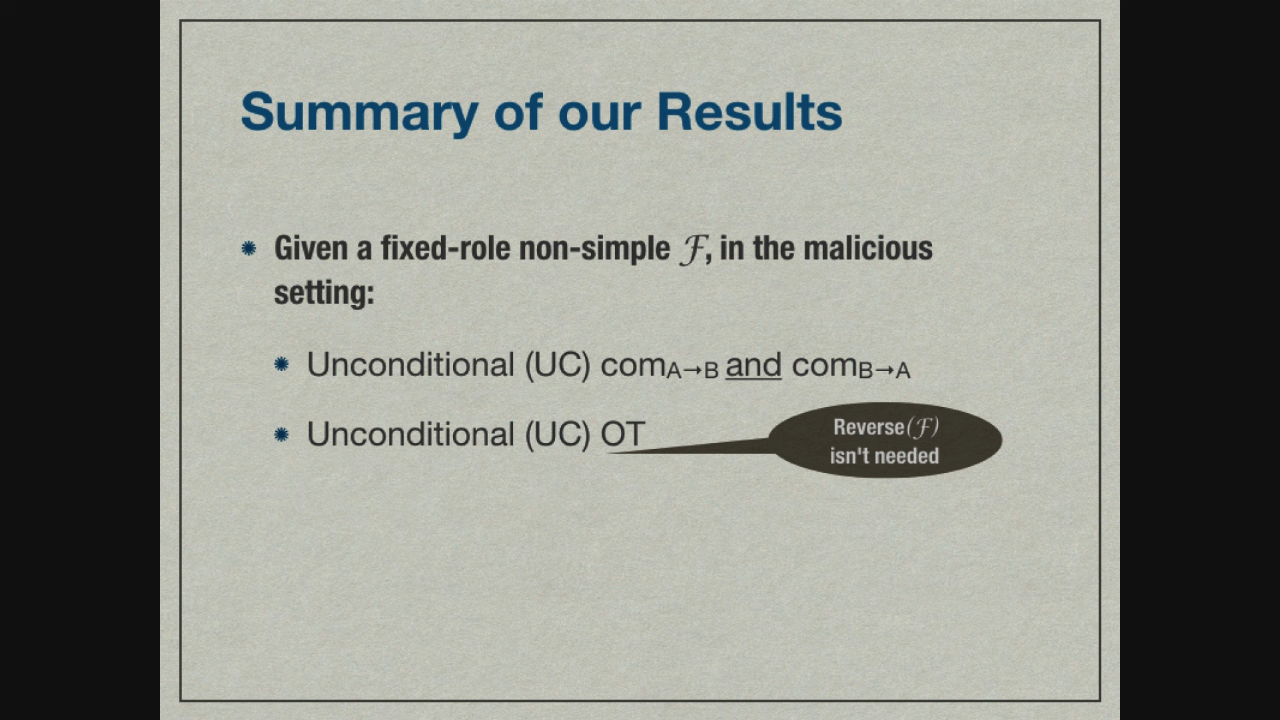 Summary of our Results
Given a fixed-role non-simple ℱ, in the malicious
setting:
Unconditional (UC) comA→B and comB→A
Unconditional (UC) OT
Reverse(ℱ)
isn't needed